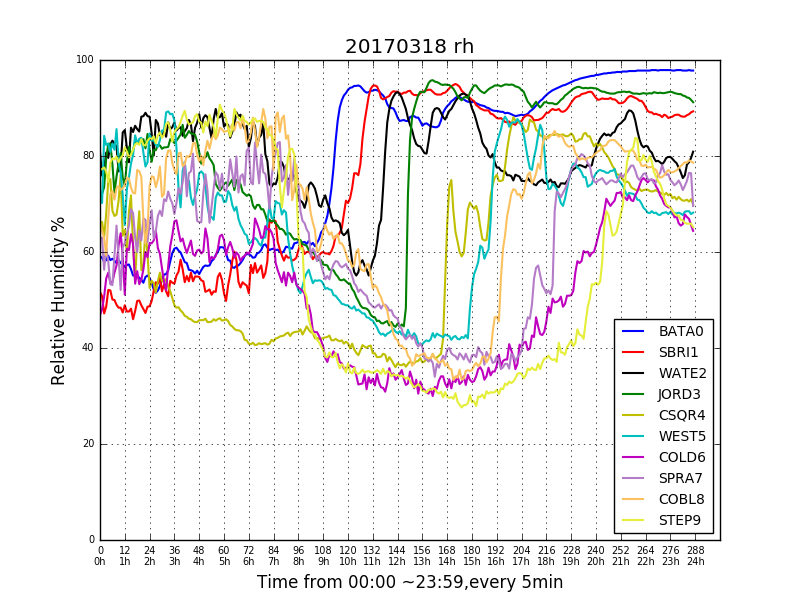 20170318 rh
Relative Humidity %
100
80
60
40
20
0
0 12 24 36 48 60 72 84 96 108 120 132 144 156 168 180 192 204 216 228 240 252 264 276 288
0h 1h 2h 3h 4h 5h 6h 7h 8h 9h 10h 11h 12h 13h 14h 15h 16h 17h 18h 19h 20h 21h 22h 23h 24h
Time from 00:00 ~23:59,every 5min
BATA0
SBRI1
WATE2
JORD3
CSQR4
WEST5
COLD6
SPRA7
COBL8
STEP9